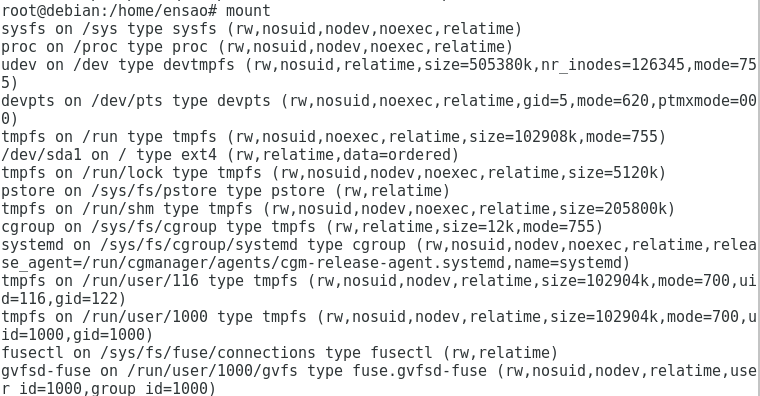 root@debian:/home/ensao# mount
sysfs on /sys type sysfs (rw,nosuid,nodev,noexec,relatime)
proc on /proc type proc (rw,nosuid,nodev,noexec,relatime)
udev on /dev type devtmpfs (rw,nosuid,relatime,size=505380k,nr_inodes=126345,mode=75
5)
devpts on /dev/pts type devpts (rw,nosuid,noexec,relatime,gid=5,mode=620,ptmxmode=00
0)
tmpfs on /run type tmpfs (rw,nosuid,noexec,relatime,size=102908k,mode=755)
/dev/sda1 on / type ext4 (rw,relatime,data=ordered)
tmpfs on /run/lock type tmpfs (rw,nosuid,nodev,noexec,relatime,size=5120k)
pstore on /sys/fs/pstore type pstore (rw,relatime)
tmpfs on /run/shm type tmpfs (rw,nosuid,nodev,noexec,relatime,size=205800k)
cgroup on /sys/fs/cgroup type tmpfs (rw,relatime,size=12k,mode=755)
systemd on /sys/fs/cgroup/systemd type cgroup (rw,nosuid,nodev,noexec,relatime,relea
se_agent=/run/cgmanager/agents/cgm-release-agent.systemd,name=systemd)
tmpfs on /run/user/116 type tmpfs (rw,nosuid,nodev,relatime,size=102904k,mode=700,ui
d=116,gid=122)
tmpfs on /run/user/1000 type tmpfs (rw,nosuid,nodev,relatime,size=102904k,mode=700,u
id=1000,gid=1000)
fusectl on /sys/fs/fuse/connections type fusectl (rw,relatime)
gvfsd-fuse on /run/user/1000/gvfs type fuse.gvfsd-fuse (rw,nosuid,nodev,relatime,use
r_id=1000,group_id=1000)